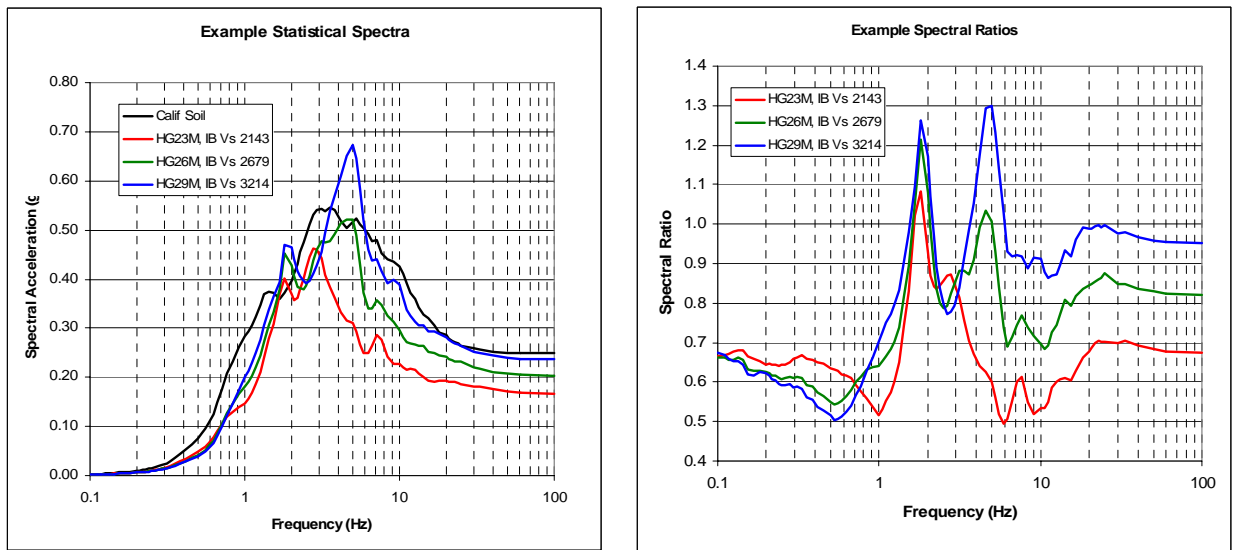 Example Statistical Spectra
0.80
0.70
0.60
0.50
0.40
0.30
0.20
0.10
0.00
Spectral Acceleration (g
Calif Soil
HG23M, IB Vs 2143
HG26M, IB Vs 2679
HG29M, IB Vs 3214
0.1
1
10
100
Frequency (Hz)
Example Spectral Ratios
1.4
1.3
1.2
1.1
1.0
0.9
0.8
0.7
0.6
0.5
0.4
Spectral Ratio
HG23M, IB Vs 2143
HG26M, IB Vs 2679
HG29M, IB Vs 3214
0.1
1
10
100
Frequency (Hz)